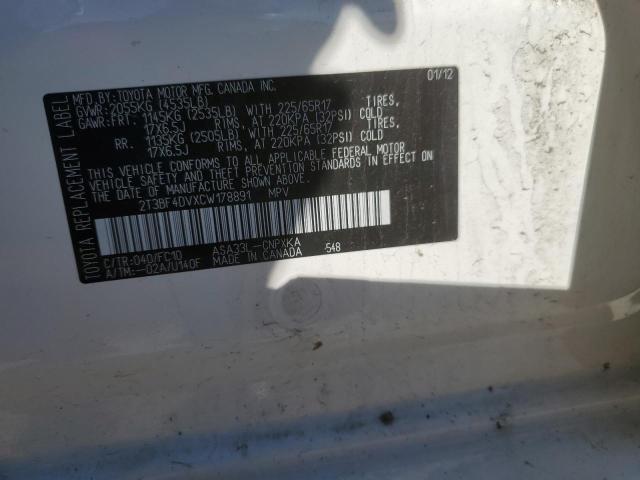 TOYOTA REPLACEMENT LABEL
MFD. BY: TOYOTA MOTOR MFG. CANADA INC. 01/12
GVWR 2055KG (4535LB)
GAWR: FRT. 1145KG (2535LB) WITH 225/65R17 TIRES,
17X6.5J RIMS, AT 220KPA (32PSI) COLD
RR. 1135KG (2505LB) WITH 225/65R17 TIRES,
17X6.5J RIMS, AT 220KPA (32PSI) COLD
THIS VEHICLE CONFORMS TO ALL APPLICABLE FEDERAL MOTOR
VEHICLE SAFETY STANDARDS IN EFFECT ON THE DATE OF
MANUFACTURE SHOWN ABOVE.
2T3BF4DVXCW178891 MPV
C/TR:040/FC10 ASA33L-CNPXKA 548
A/TM:-02A/U140F MADE IN CANADA